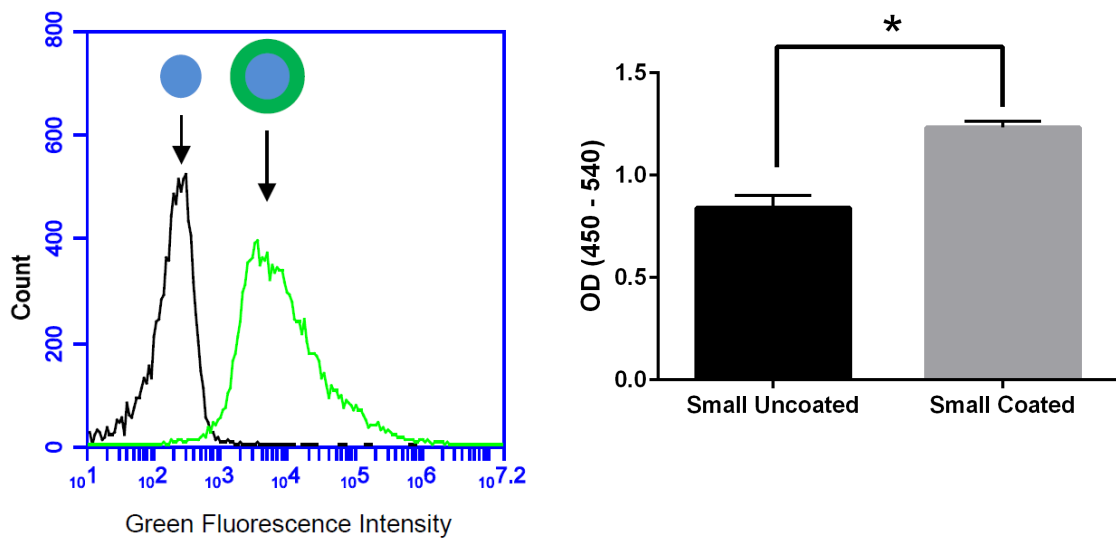 800
600
400
200
0
Count
10^1 10^2 10^3 10^4 10^5 10^6 10^7.2
Green Fluorescence Intensity
*
1.5
1.0
0.5
0.0
OD (450 - 540)
Small Uncoated Small Coated